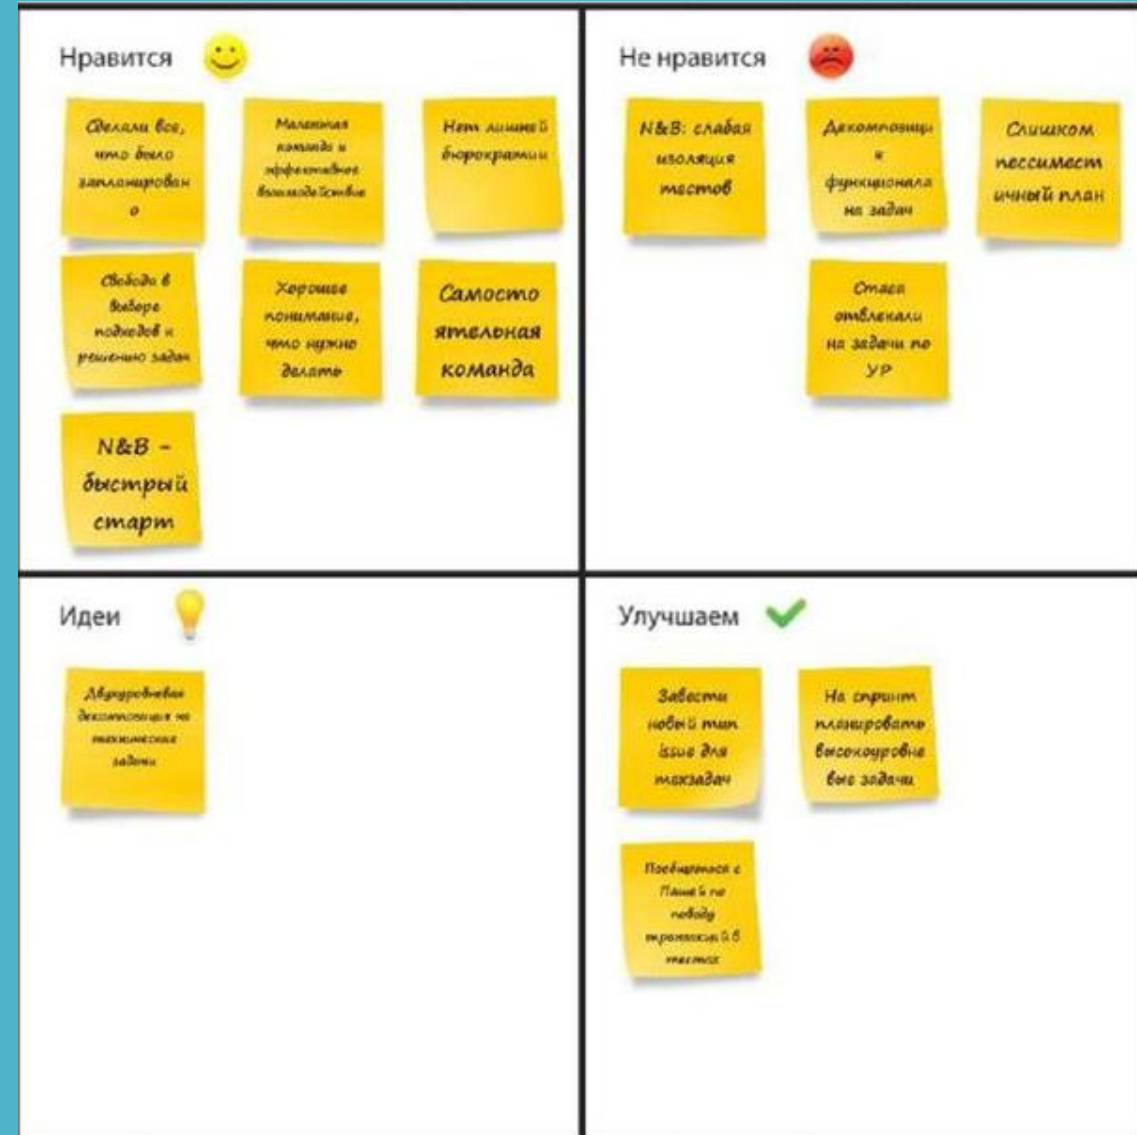 Нравится
Сделали все,
что было
запланирован
о
Маленькая
команда и
эффективное
взаимодействие
Нет лишней
бюрократии
Свобода в
выборе
подходов к
решению задач
Хорошее
понимание,
что нужно
делать
Самосто
ятельная
команда
N&B -
быстрый
старт
Не нравится
N&B: слабая
изоляция
тестов
Декомпозици
я
функционала
на задач
Слишком
пессимест
ичный план
Стаса
отвлекали
на задачи по
УР
Идеи
Двухуровневая
декомпозиция на
технические
задачи
Улучшаем
Завести
новый тип
issue для
техзадач
На спринт
планировать
высокоуровне
вые задачи
Пообщаться с
Пашей по
поводу
транзакций в
тестах